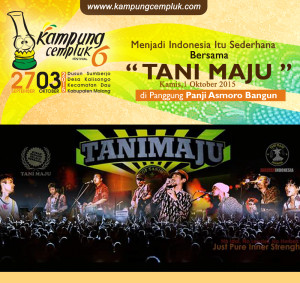 www.kampungcempluk.com
Kampung
cempluk
FESTIVAL
6
27 03
SEPTEMBER
OKTOBER
Dusun Sumberjo
Desa Kalisongo
Kecamatan Dau
Kabupaten Malang
Menjadi Indonesia Itu Sederhana
Bersama
“ TANI MAJU ”
Kamis,1 Oktober 2015
di Panggung Panji Asmoro Bangun
TANIMAJU
TANI MAJU
INDONESIA
Just Pure Inner Strength